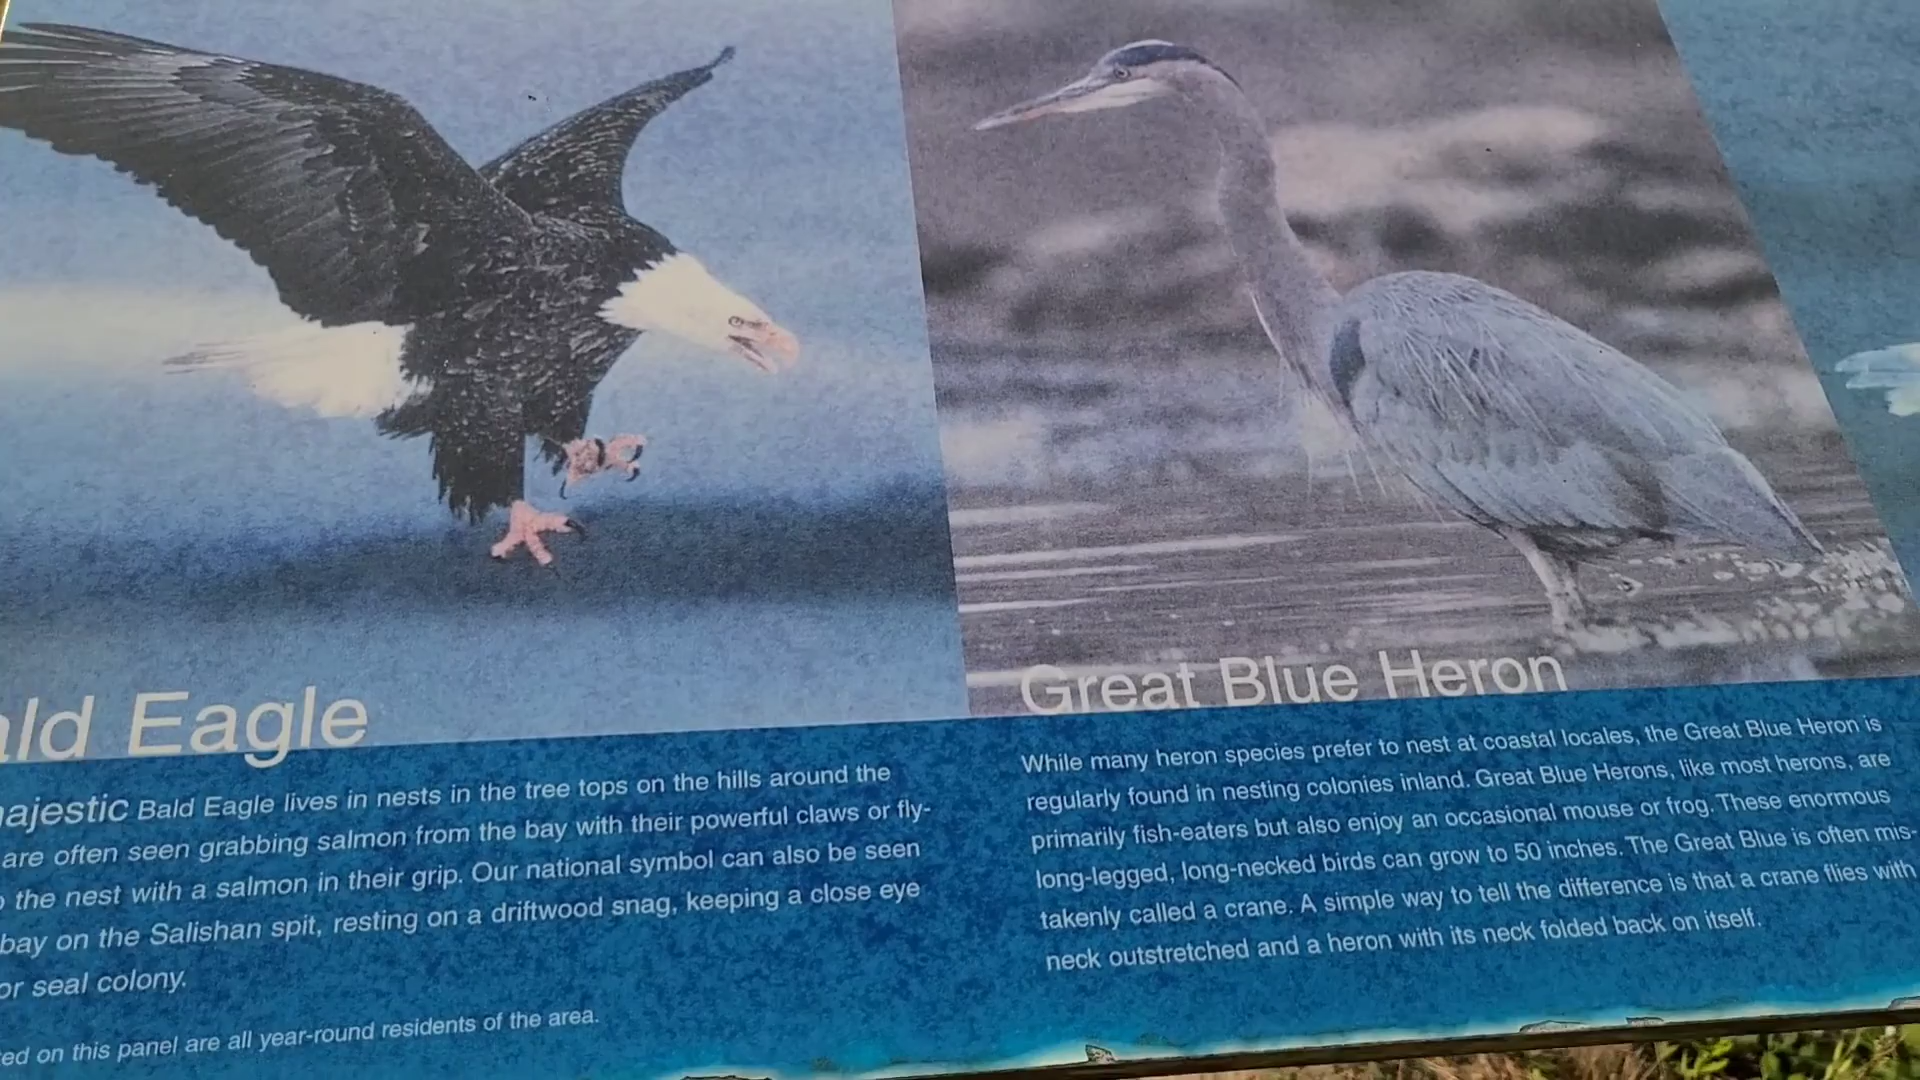 ald Eagle
ajestic Bald Eagle lives in nests in the tree tops on the hills around the
are often seen grabbing salmon from the bay with their powerful claws or fly-
the nest with a salmon in their grip. Our national symbol can also be seen
bay on the Salishan spit, resting on a driftwood snag, keeping a close eye
or seal colony.
ed on this panel are all year-round residents of the area.
Great Blue Heron
While many heron species prefer to nest at coastal locales, the Great Blue Heron is
regularly found in nesting colonies inland. Great Blue Herons, like most herons, are
primarily fish-eaters but also enjoy an occasional mouse or frog. These enormous
long-legged, long-necked birds can grow to 50 inches. The Great Blue is often mis-
takenly called a crane. A simple way to tell the difference is that a crane flies with
neck outstretched and a heron with its neck folded back on itself.